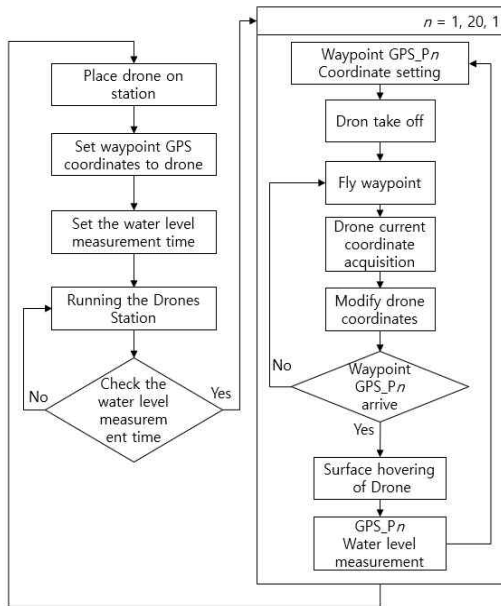 Place drone on
station
Set waypoint GPS
coordinates to drone
Set the water level
measurement time
Running the Drones
Station
No
Check the
water level
measurem
ent time
Yes
n = 1, 20, 1
Waypoint GPS_Pn
Coordinate setting
Dron take off
Fly waypoint
Drone current
coordinate
acquisition
Modify drone
coordinates
No
Waypoint
GPS_Pn
arrive
Yes
Surface hovering
of Drone
GPS_Pn
Water level
measurement